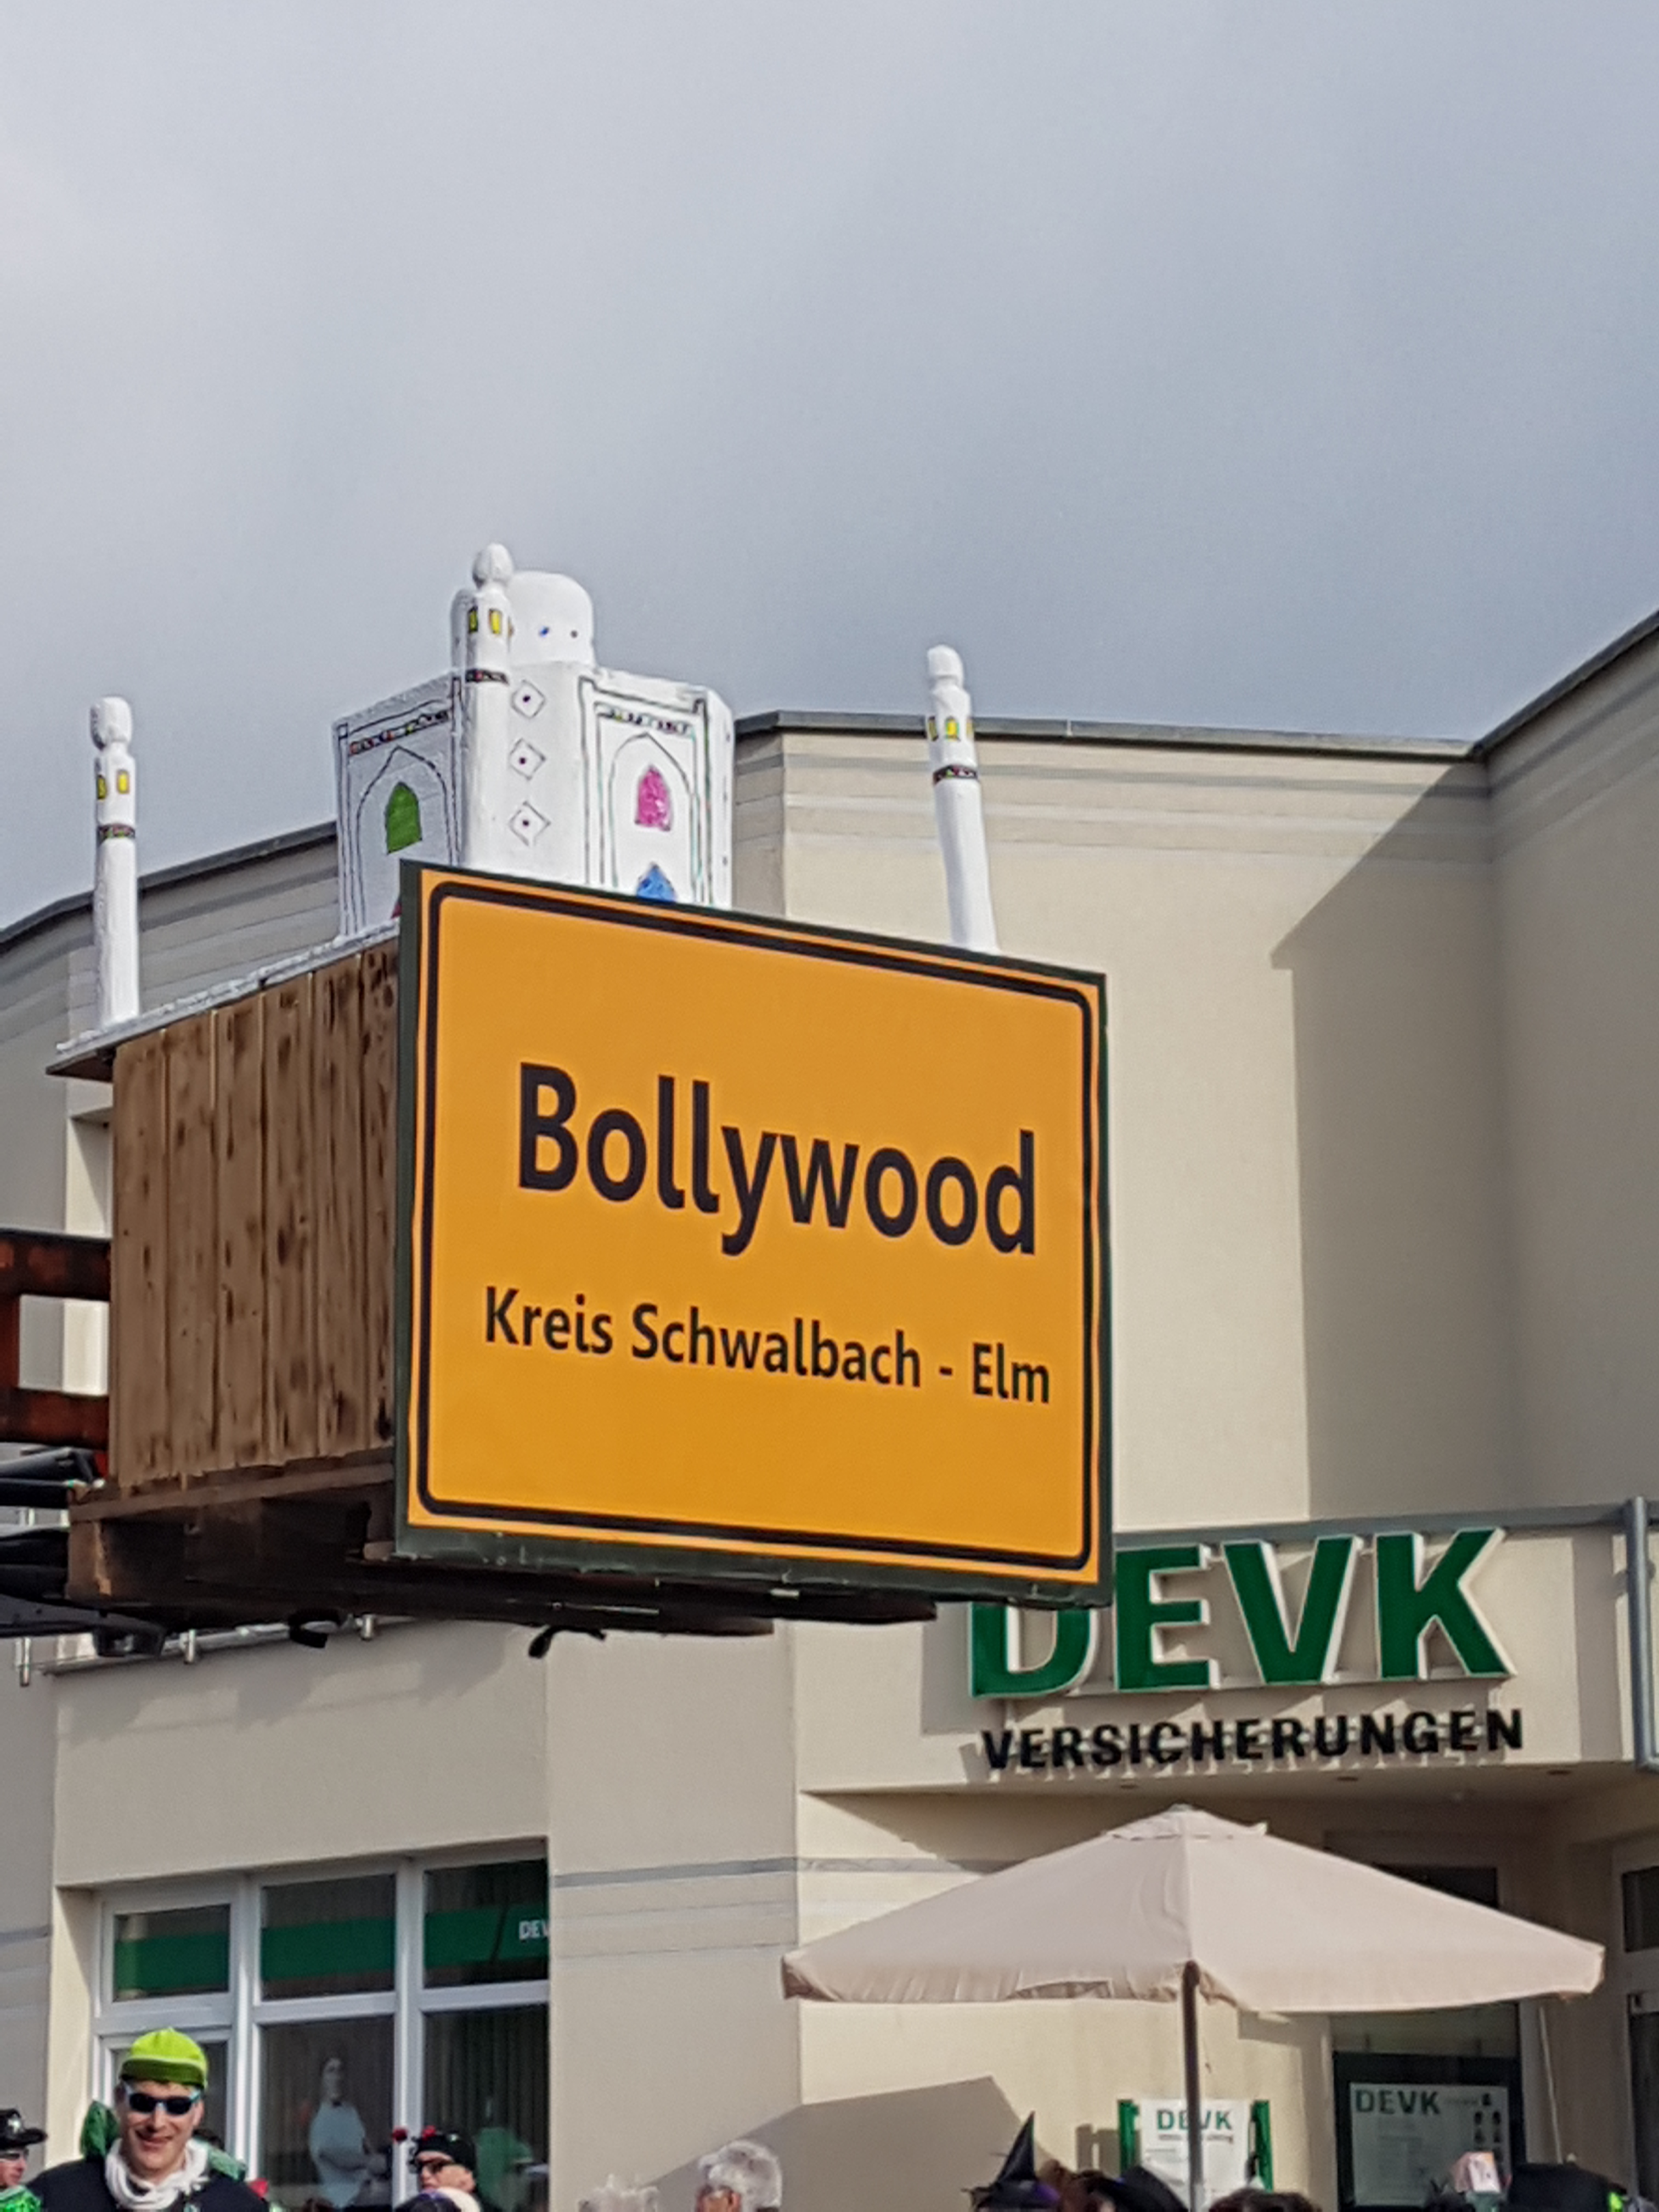 Bollywood
Kreis Schwalbach - Elm
DEVK
VERSICHERUNGEN
DEVK
DEVK